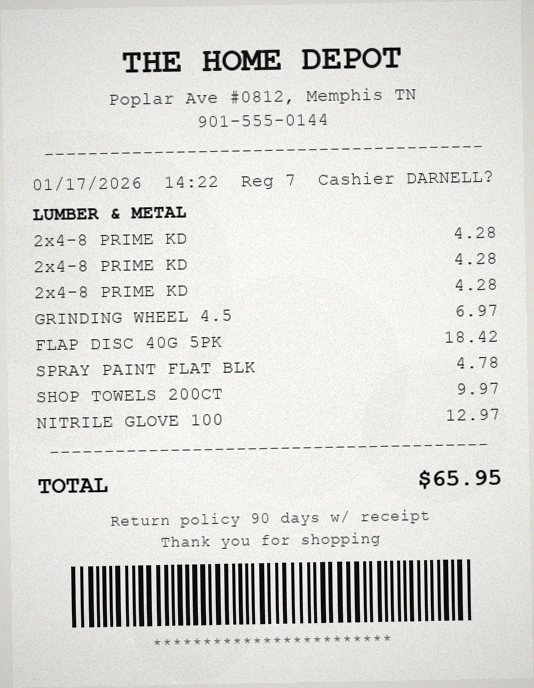 THE HOME DEPOT
Poplar Ave #0812, Memphis TN
901-555-0144
----------------------------------------
01/17/2026 14:22 Reg 7 Cashier DARNELL?
LUMBER & METAL
2x4-8 PRIME KD 4.28
2x4-8 PRIME KD 4.28
2x4-8 PRIME KD 4.28
GRINDING WHEEL 4.5 6.97
FLAP DISC 40G 5PK 18.42
SPRAY PAINT FLAT BLK 4.78
SHOP TOWELS 200CT 9.97
NITRILE GLOVE 100 12.97
----------------------------------------
TOTAL $65.95
Return policy 90 days w/ receipt
Thank you for shopping
************************